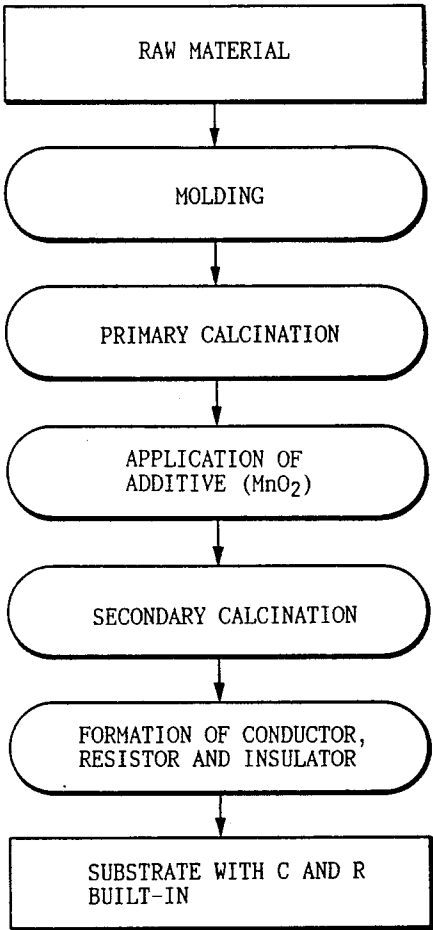 RAW MATERIAL
MOLDING
PRIMARY CALCINATION
APPLICATION OF
ADDITIVE (MnO₂)
SECONDARY CALCINATION
FORMATION OF CONDUCTOR,
RESISTOR AND INSULATOR
SUBSTRATE WITH C AND R
BUILT-IN